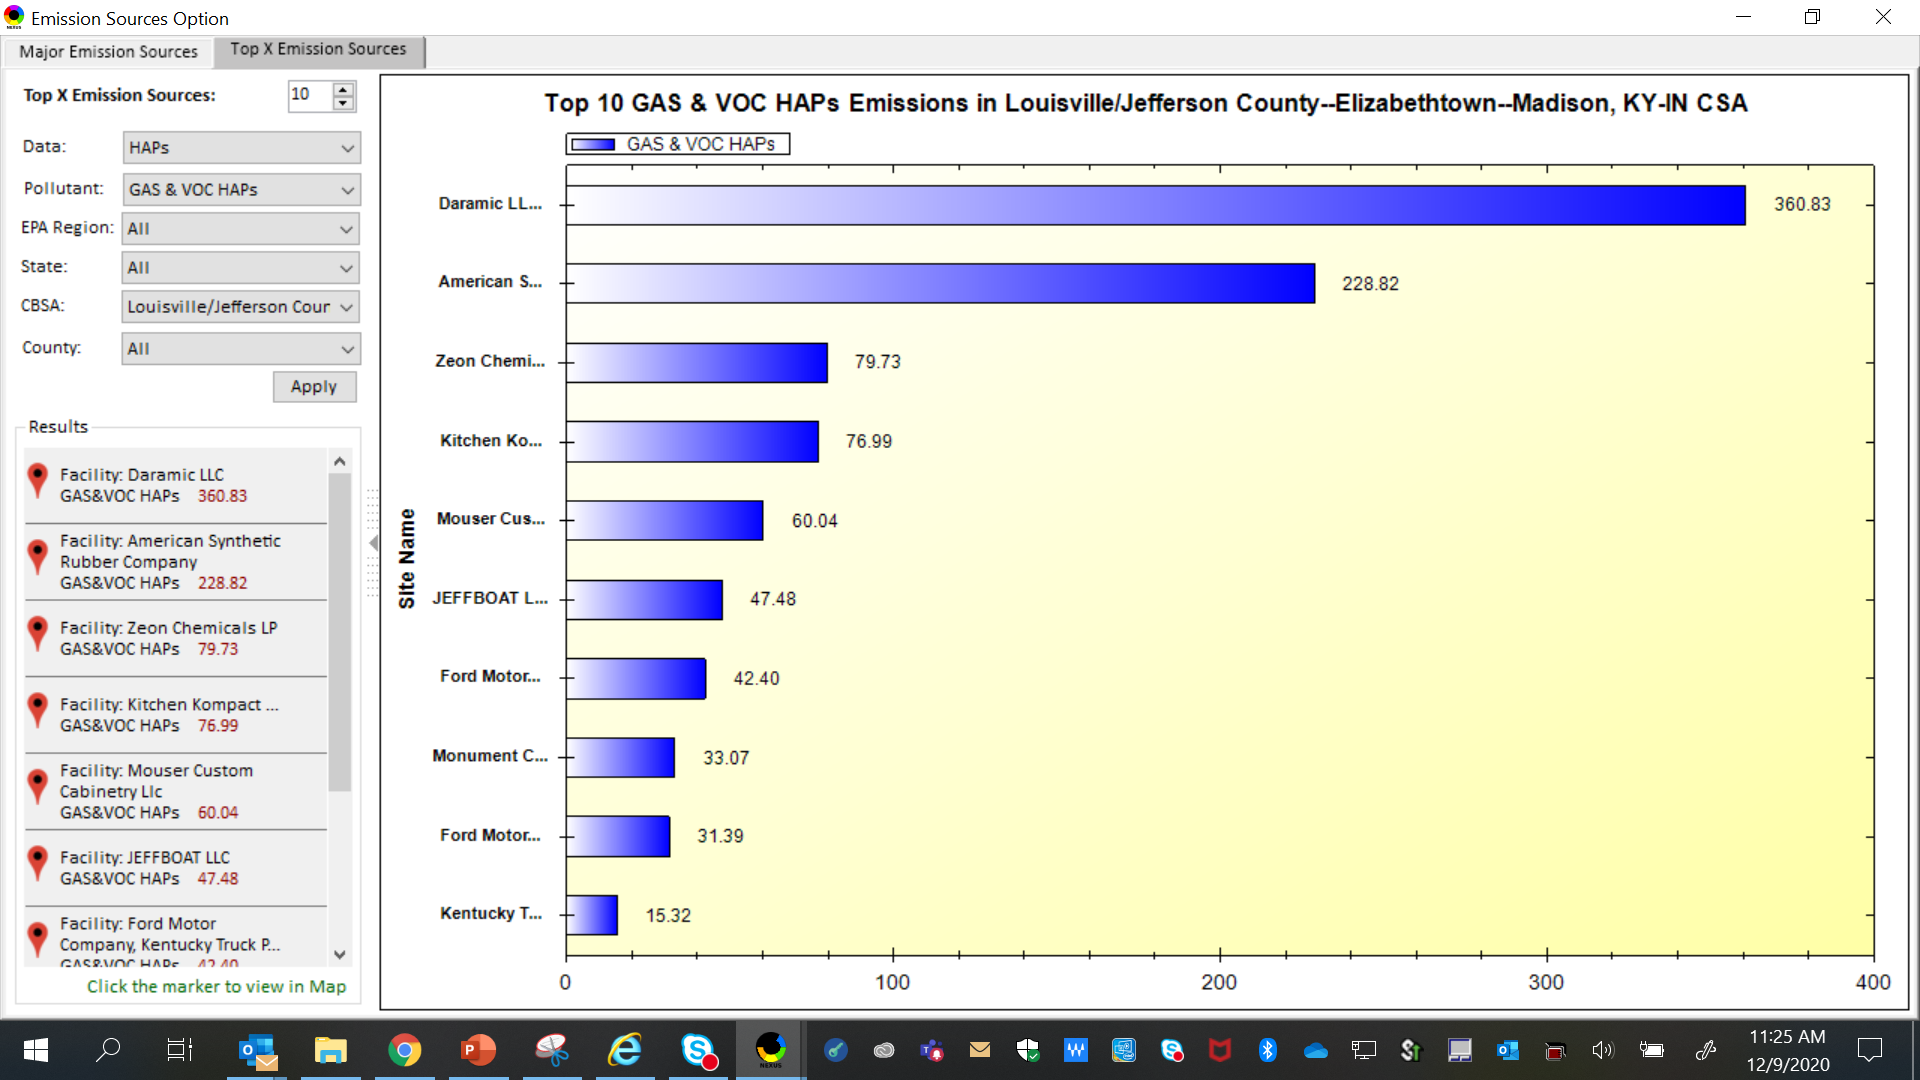 Emission Sources Option
Major Emission Sources
Top X Emission Sources
Top X Emission Sources:
10
Data:
HAPs
Pollutant:
GAS & VOC HAPs
EPA Region:
All
State:
All
CBSA:
Louisville/Jefferson Cour
County:
All
Apply
Results
Facility: Daramic LLC
GAS&VOC HAPs 360.83
Facility: American Synthetic
Rubber Company
GAS&VOC HAPs 228.82
Facility: Zeon Chemicals LP
GAS&VOC HAPs 79.73
Facility: Kitchen Kompact ...
GAS&VOC HAPs 76.99
Facility: Mouser Custom
Cabinetry Llc
GAS&VOC HAPs 60.04
Facility: JEFFBOAT LLC
GAS&VOC HAPs 47.48
Facility: Ford Motor
Company, Kentucky Truck P...
GAS&VOC HAPs 42.40
Click the marker to view in Map
Top 10 GAS & VOC HAPs Emissions in Louisville/Jefferson County--Elizabethtown--Madison, KY-IN CSA
GAS & VOC HAPs
Site Name
Daramic LL...
360.83
American S...
228.82
Zeon Chemi...
79.73
Kitchen Ko...
76.99
Mouser Cus...
60.04
JEFFBOAT L...
47.48
Ford Motor...
42.40
Monument C...
33.07
Ford Motor...
31.39
Kentucky T...
15.32
0
100
200
300
400
NEXUS
11:25 AM
12/9/2020